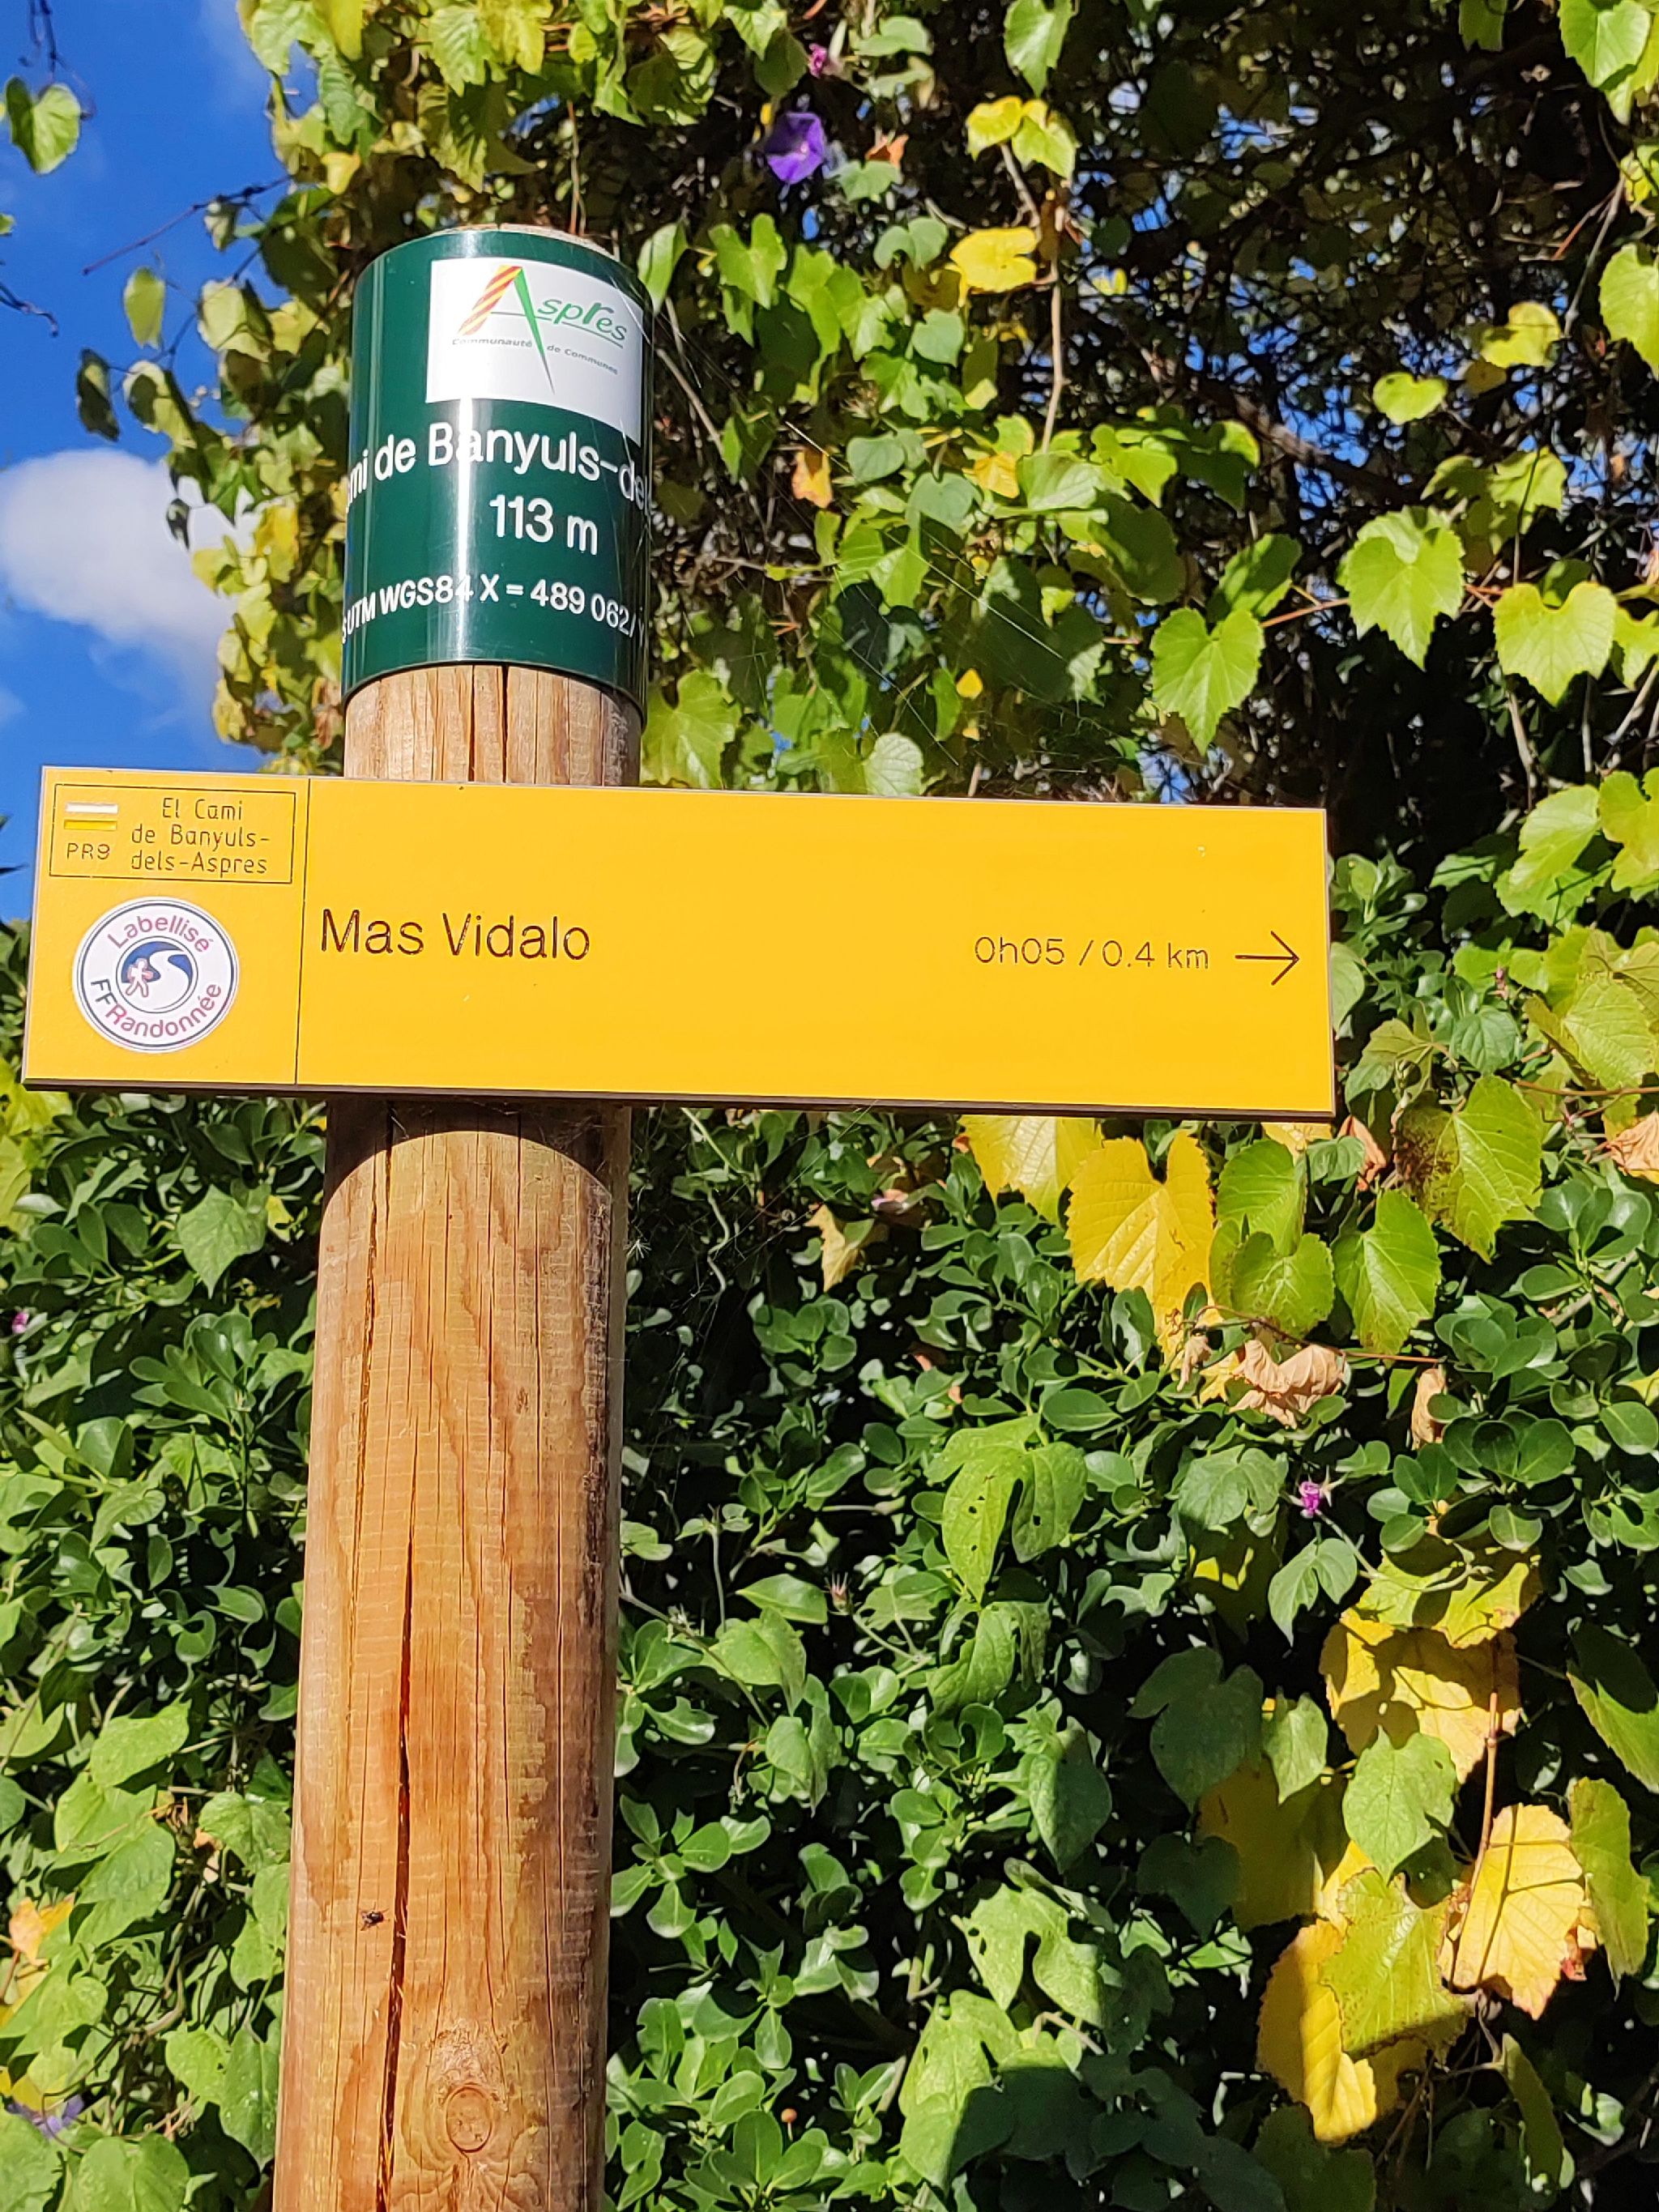 Aspres
Communauté de Communes
mi de Banyuls-de
113 m
UTM WGS84 X = 489 062/
El Cami
de Banyuls-
PR9 dels-Aspres
Mas Vidalo
0h05 / 0.4 km
Labellisé
FFRandonnée